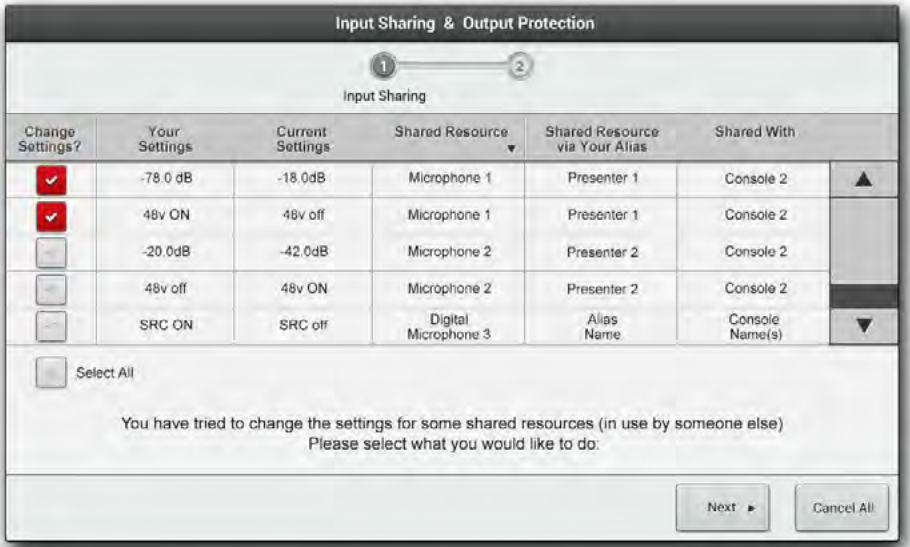 Input Sharing & Output Protection
1 2
Input Sharing
Change Settings? Your Settings Current Settings Shared Resource Shared Resource via Your Alias Shared With
-78.0 dB -18.0dB Microphone 1 Presenter 1 Console 2
48v ON 48v off Microphone 1 Presenter 1 Console 2
-20.0dB -42.0dB Microphone 2 Presenter 2 Console 2
48v off 48v ON Microphone 2 Presenter 2 Console 2
SRC ON SRC off Digital Microphone 3 Alias Name Console Name(s)
Select All
You have tried to change the settings for some shared resources (in use by someone else)
Please select what you would like to do:
Next Cancel All